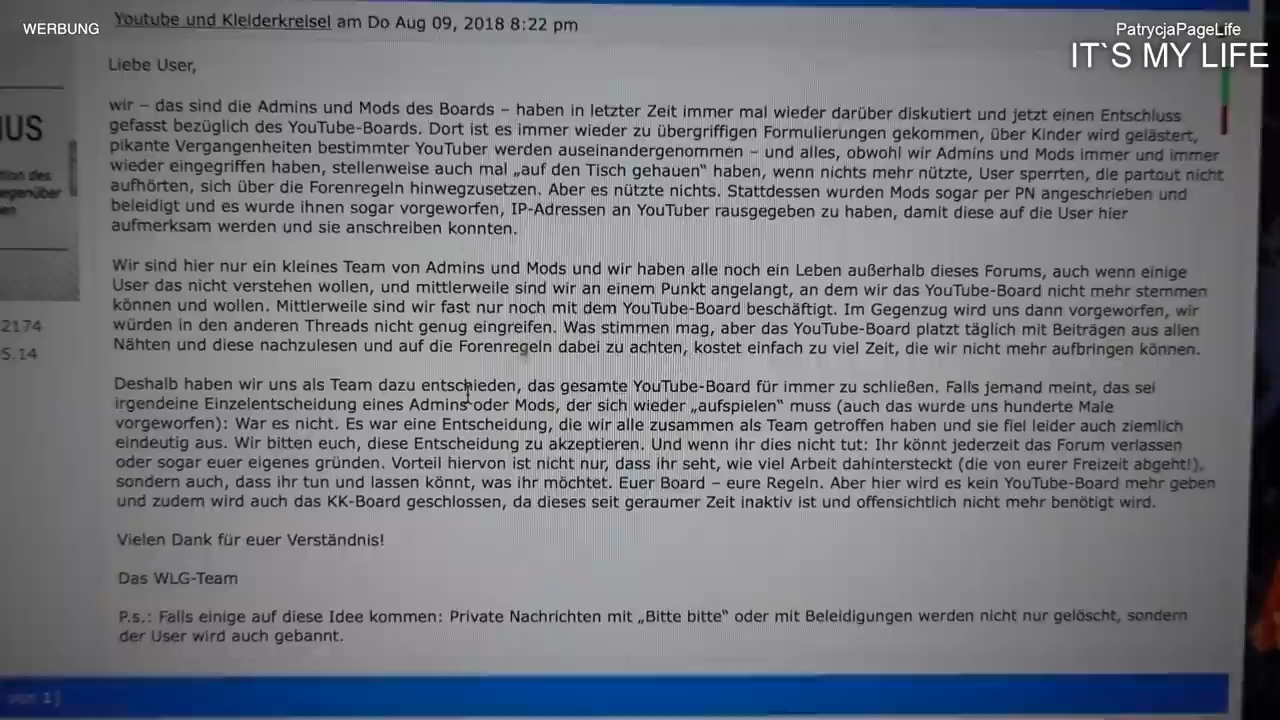 WERBUNG
PatrycjaPageLife
IT`S MY LIFE
Youtube und Kleiderkreisel am Do Aug 09, 2018 8:22 pm
Liebe User,
wir – das sind die Admins und Mods des Boards – haben in letzter Zeit immer mal wieder darüber diskutiert und jetzt einen Entschluss
gefasst bezüglich des YouTube-Boards. Dort ist es immer wieder zu übergriffigen Formulierungen gekommen, über Kinder wird gelästert,
pikante Vergangenheiten bestimmter YouTuber werden auseinandergenommen – und alles, obwohl wir Admins und Mods immer und immer
wieder eingegriffen haben, stellenweise auch mal „auf den Tisch gehauen“ haben, wenn nichts mehr nützte, User sperrten, die partout nicht
aufhörten, sich über die Forenregeln hinwegzusetzen. Aber es nützte nichts. Stattdessen wurden Mods sogar per PN angeschrieben und
beleidigt und es wurde ihnen sogar vorgeworfen, IP-Adressen an YouTuber rausgegeben zu haben, damit diese auf die User hier
aufmerksam werden und sie anschreiben konnten.
Wir sind hier nur ein kleines Team von Admins und Mods und wir haben alle noch ein Leben außerhalb dieses Forums, auch wenn einige
User das nicht verstehen wollen, und mittlerweile sind wir an einem Punkt angelangt, an dem wir das YouTube-Board nicht mehr stemmen
können und wollen. Mittlerweile sind wir fast nur noch mit dem YouTube-Board beschäftigt. Im Gegenzug wird uns dann vorgeworfen, wir
würden in den anderen Threads nicht genug eingreifen. Was stimmen mag, aber das YouTube-Board platzt täglich mit Beiträgen aus allen
Nähten und diese nachzulesen und auf die Forenregeln dabei zu achten, kostet einfach zu viel Zeit, die wir nicht mehr aufbringen können.
Deshalb haben wir uns als Team dazu entschieden, das gesamte YouTube-Board für immer zu schließen. Falls jemand meint, das sei
irgendeine Einzelentscheidung eines Admins oder Mods, der sich wieder „aufspielen“ muss (auch das wurde uns hunderte Male
vorgeworfen): War es nicht. Es war eine Entscheidung, die wir alle zusammen als Team getroffen haben und sie fiel leider auch ziemlich
eindeutig aus. Wir bitten euch, diese Entscheidung zu akzeptieren. Und wenn ihr dies nicht tut: Ihr könnt jederzeit das Forum verlassen
oder sogar euer eigenes gründen. Vorteil hiervon ist nicht nur, dass ihr seht, wie viel Arbeit dahintersteckt (die von eurer Freizeit abgeht!),
sondern auch, dass ihr tun und lassen könnt, was ihr möchtet. Euer Board – eure Regeln. Aber hier wird es kein YouTube-Board mehr geben
und zudem wird auch das KK-Board geschlossen, da dieses seit geraumer Zeit inaktiv ist und offensichtlich nicht mehr benötigt wird.
Vielen Dank für euer Verständnis!
Das WLG-Team
P.s.: Falls einige auf diese Idee kommen: Private Nachrichten mit „Bitte bitte“ oder mit Beleidigungen werden nicht nur gelöscht, sondern
der User wird auch gebannt.
des
2174
5.14
von 1]